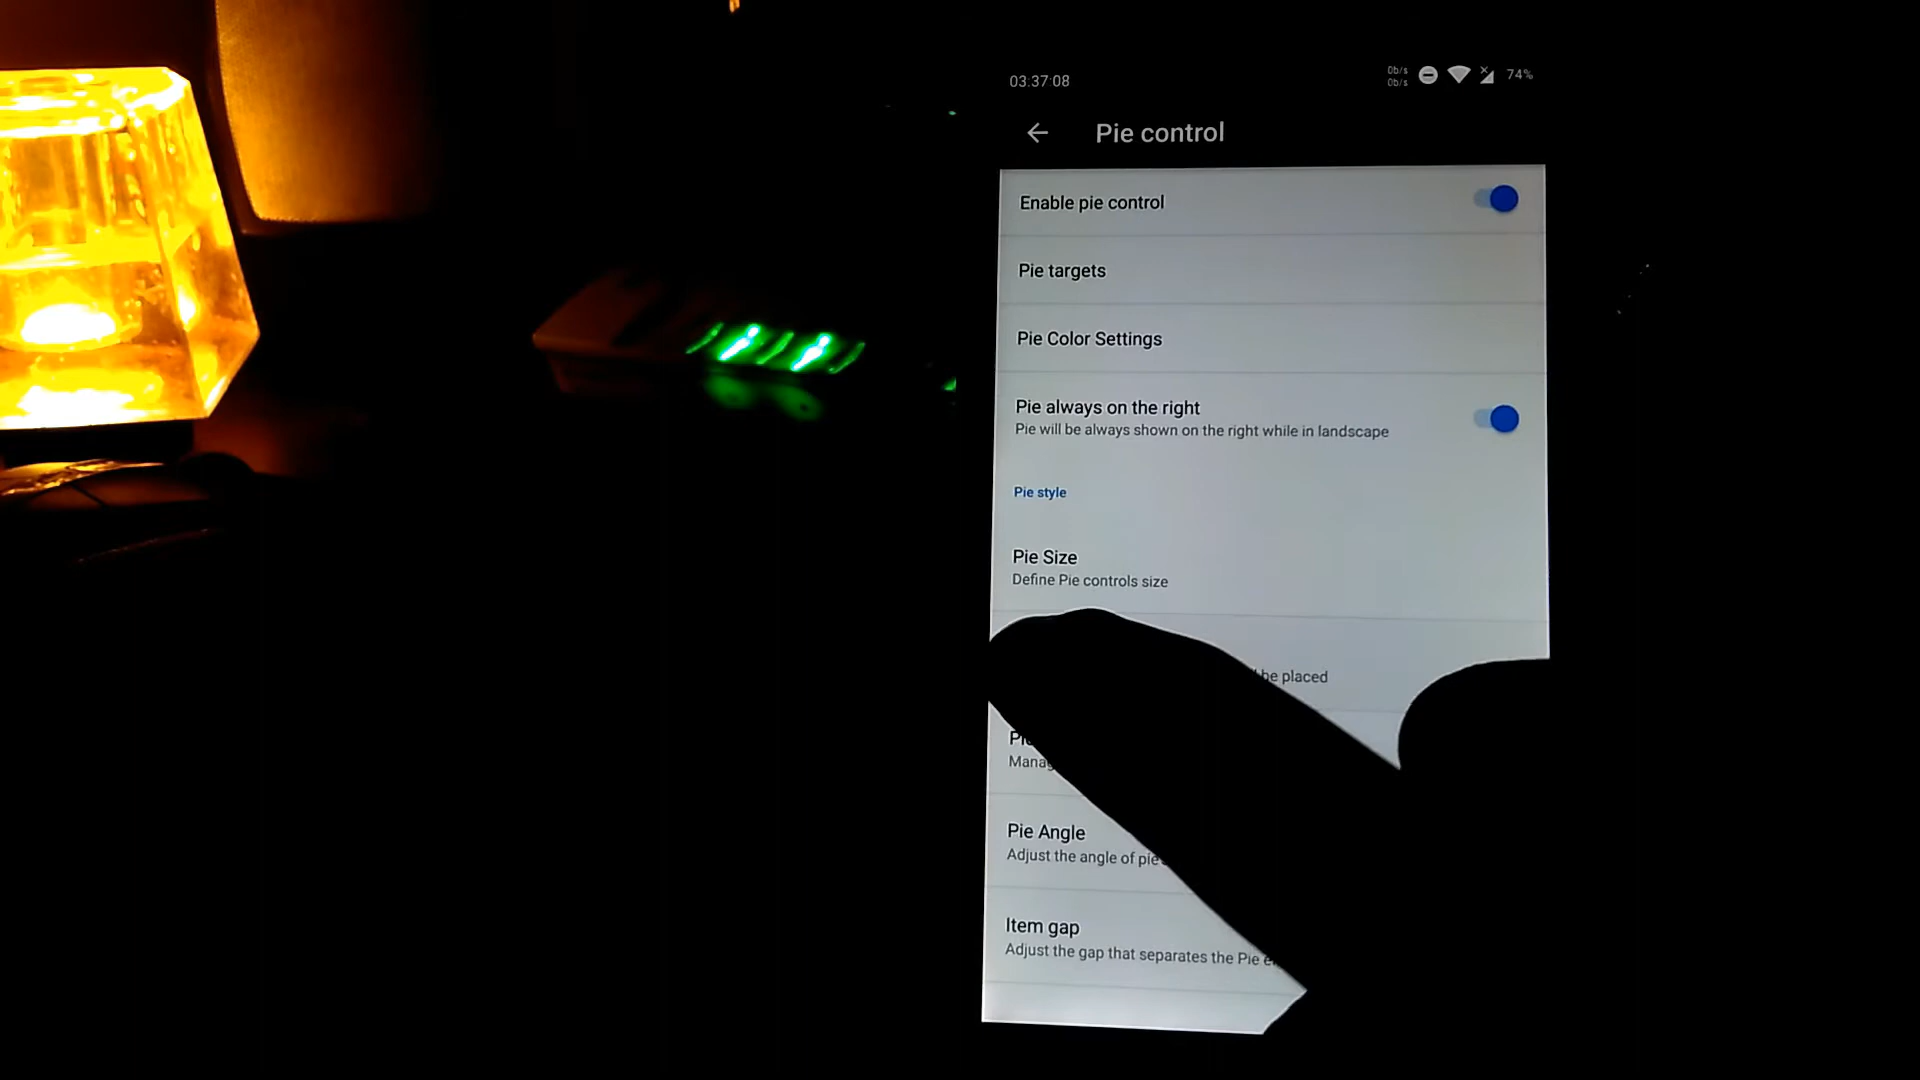 03:37:08
0b/s
0b/s
74%
Pie control
Enable pie control
Pie targets
Pie Color Settings
Pie always on the right
Pie will be always shown on the right while in landscape
Pie style
Pie Size
Define Pie controls size
be placed
Pie Angle
Adjust the angle of pie
Item gap
Adjust the gap that separates the Pie